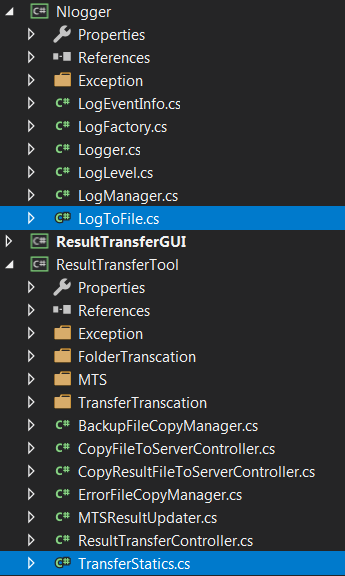 Nlogger
Properties
References
Exception
LogEventInfo.cs
LogFactory.cs
Logger.cs
LogLevel.cs
LogManager.cs
LogToFile.cs
ResultTransferGUI
ResultTransferTool
Properties
References
Exception
FolderTranscation
MTS
TransferTranscation
BackupFileCopyManager.cs
CopyFileToServerController.cs
CopyResultFileToServerController.cs
ErrorFileCopyManager.cs
MTSResultUpdater.cs
ResultTransferController.cs
TransferStatics.cs